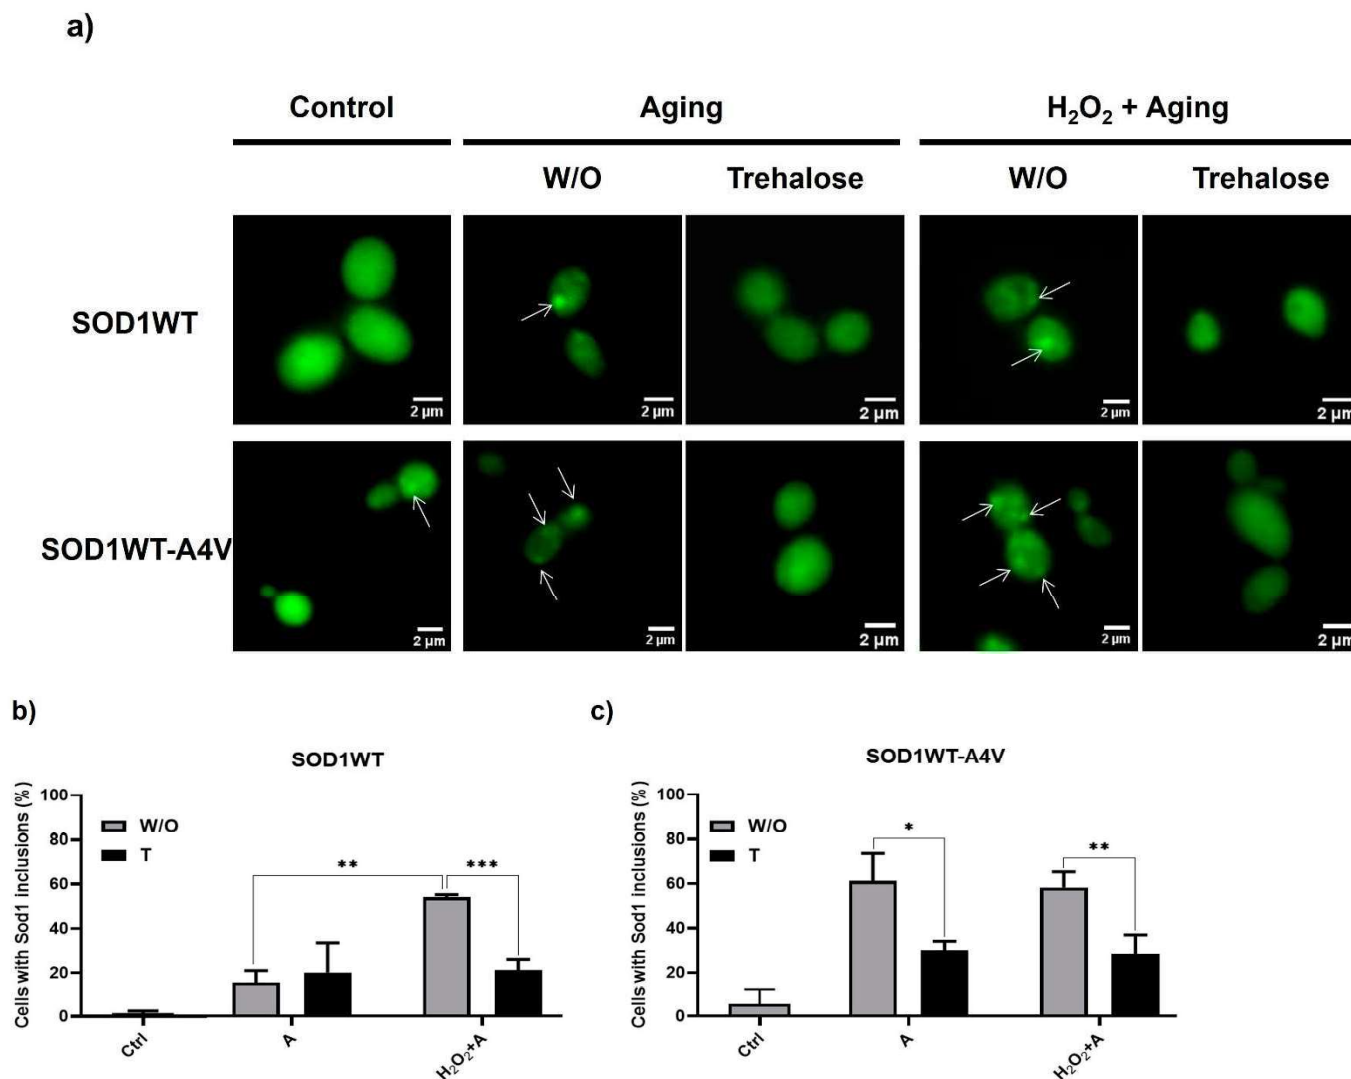 a)
Control Aging H₂O₂ + Aging
W/O Trehalose W/O Trehalose
SOD1WT
2 µm 2 µm 2 µm 2 µm 2 µm
SOD1WT-A4V
2 µm 2 µm 2 µm 2 µm 2 µm
b)
SOD1WT
Cells with Sod1 inclusions (%)
100
80
60
40
20
0
W/O
T
** ***
Ctrl A H₂O₂+A
c)
SOD1WT-A4V
Cells with Sod1 inclusions (%)
100
80
60
40
20
0
W/O
T
* **
Ctrl A H₂O₂+A